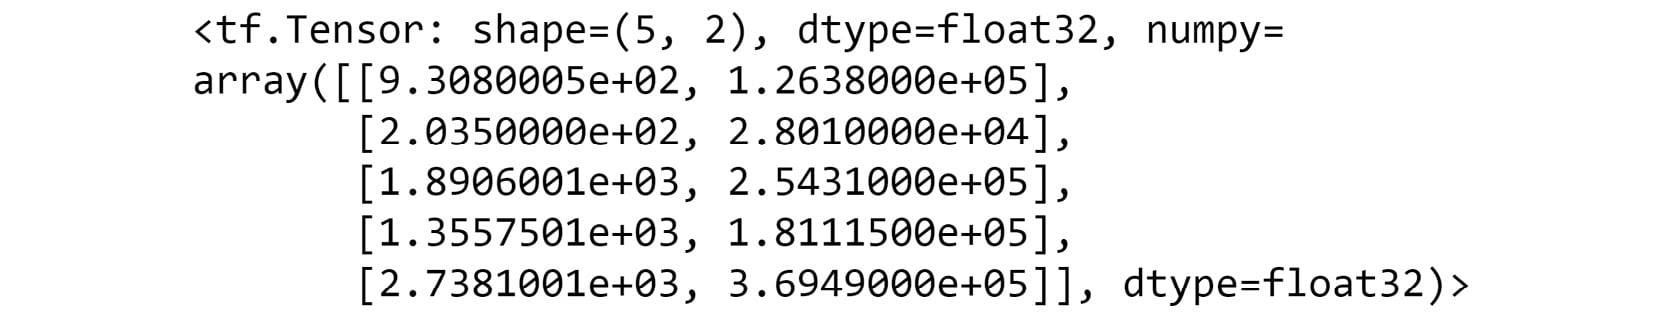 <tf.Tensor: shape=(5, 2), dtype=float32, numpy=
array([[9.3080005e+02, 1.2638000e+05],
       [2.0350000e+02, 2.8010000e+04],
       [1.8906001e+03, 2.5431000e+05],
       [1.3557501e+03, 1.8111500e+05],
       [2.7381001e+03, 3.6949000e+05]], dtype=float32)>